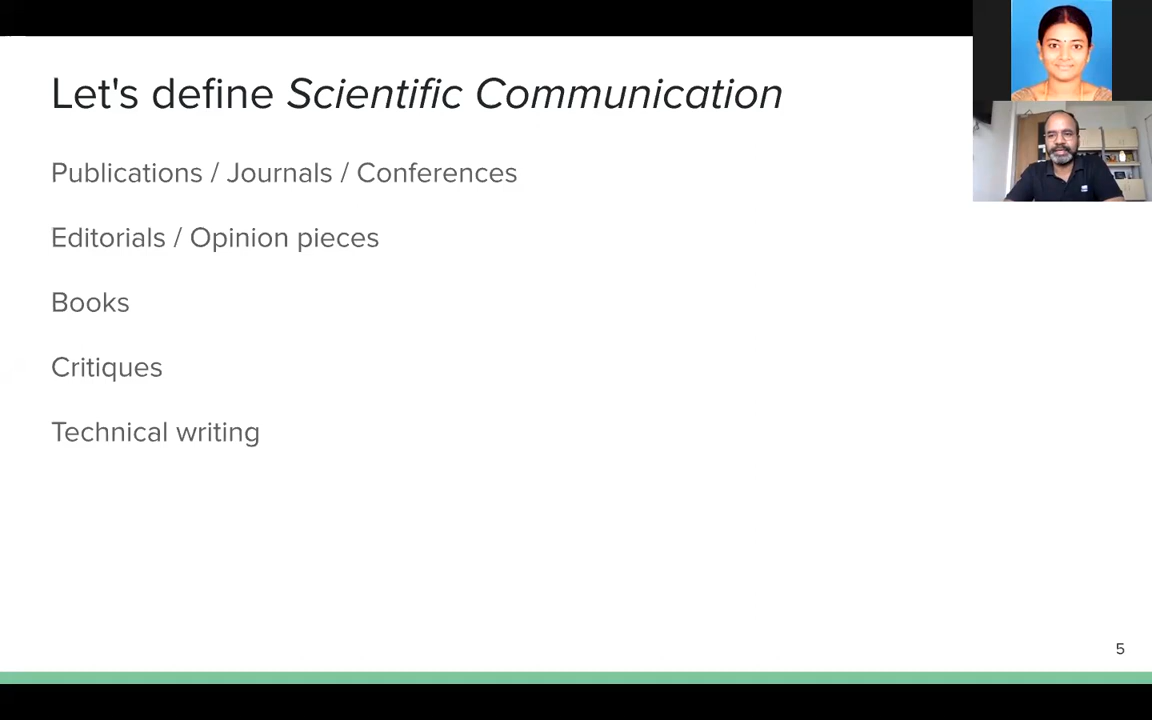 Let's define Scientific Communication
Publications / Journals / Conferences
Editorials / Opinion pieces
Books
Critiques
Technical writing
5